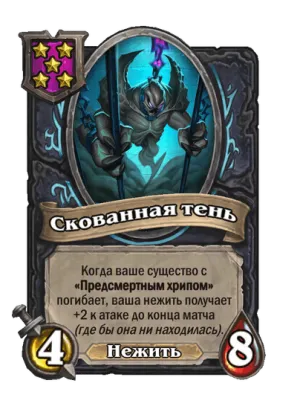 Скованная тень
Когда ваше существо с
«Предсмертным хрипом»
погибает, ваша нежить получает
+2 к атаке до конца матча
(где бы она ни находилась).
4
Нежить
8